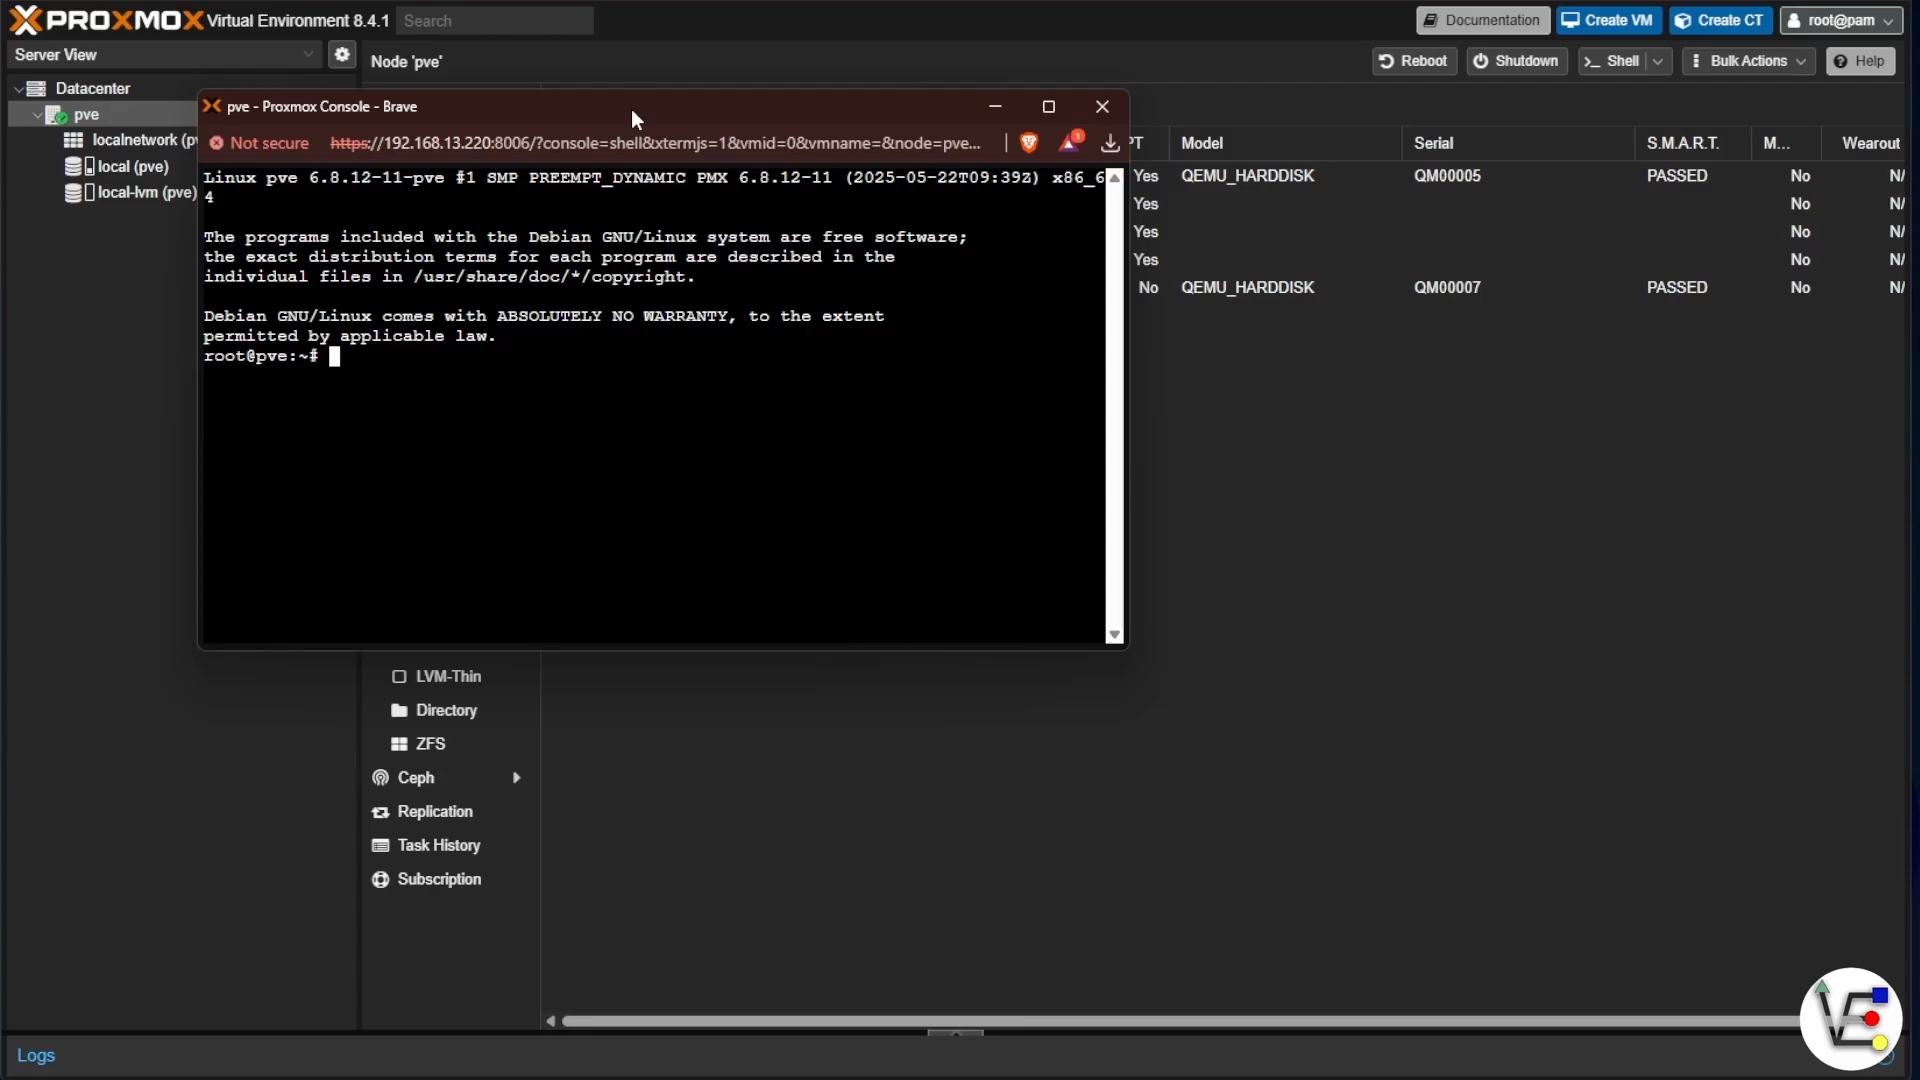 PROXMOX Virtual Environment 8.4.1 Search
Documentation Create VM Create CT root@pam
Server View
Node 'pve'
Reboot Shutdown Shell Bulk Actions Help
Datacenter
pve
localnetwork (pv
local (pve)
local-lvm (pve)
pve - Proxmox Console - Brave
Not secure https://192.168.13.220:8006/?console=shell&xtermjs=1&vmid=0&vmname=&node=pve...
1
Linux pve 6.8.12-11-pve #1 SMP PREEMPT_DYNAMIC PMX 6.8.12-11 (2025-05-22T09:39Z) x86_6
4
The programs included with the Debian GNU/Linux system are free software;
the exact distribution terms for each program are described in the
individual files in /usr/share/doc/*/copyright.
Debian GNU/Linux comes with ABSOLUTELY NO WARRANTY, to the extent
permitted by applicable law.
root@pve:~#
PT Model Serial S.M.A.R.T. M... Wearout
Yes QEMU_HARDDISK QM00005 PASSED No N/
Yes No N/
Yes No N/
Yes No N/
No QEMU_HARDDISK QM00007 PASSED No N/
LVM-Thin
Directory
ZFS
Ceph
Replication
Task History
Subscription
Logs
VE